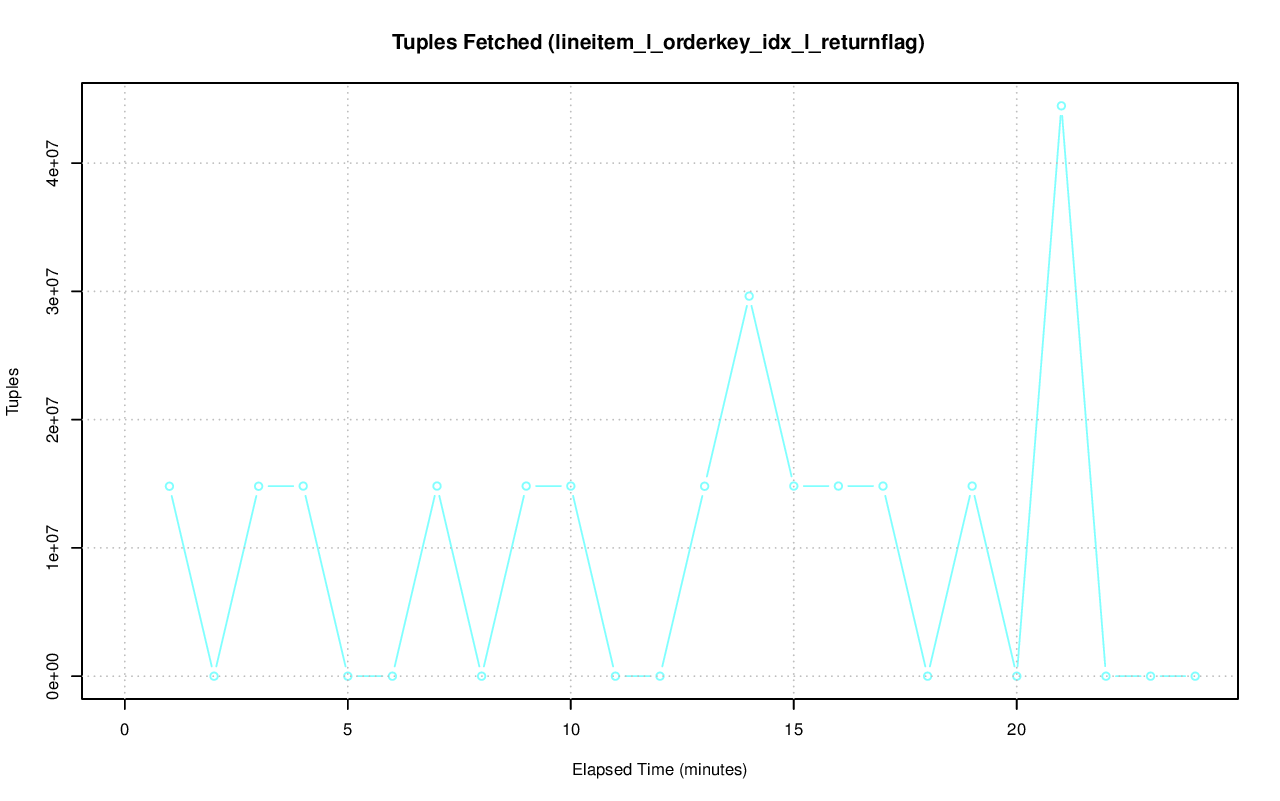 Tuples Fetched (lineitem_l_orderkey_idx_l_returnflag)
4e+07
3e+07
2e+07
1e+07
0e+00
Tuples
0 5 10 15 20
Elapsed Time (minutes)